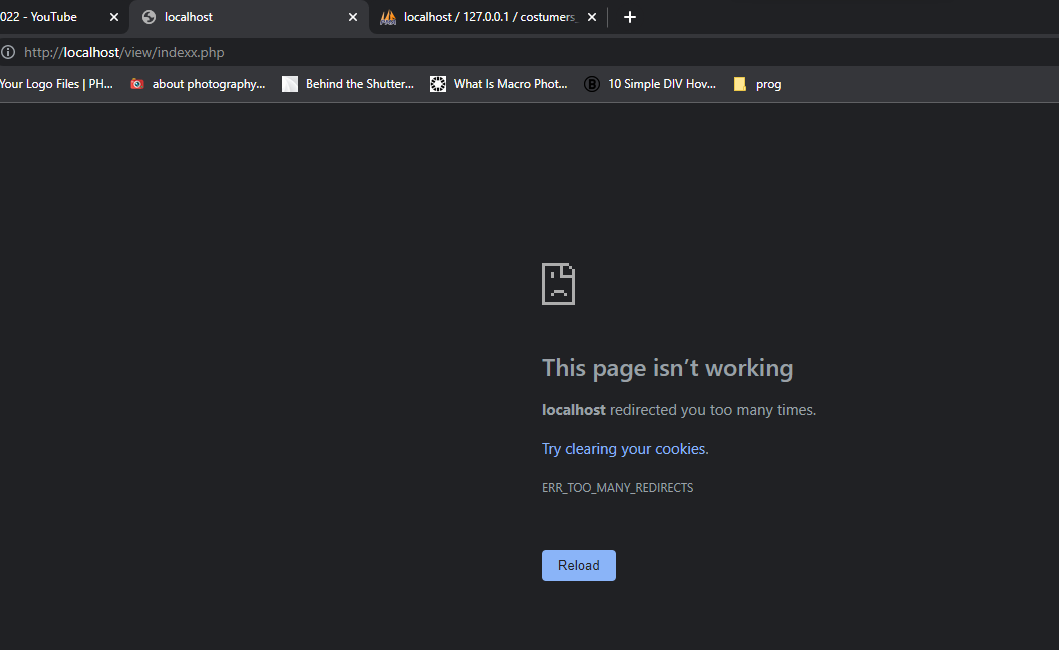 022 - YouTube
localhost
localhost / 127.0.0.1 / costumers_
http://localhost/view/indexx.php
Your Logo Files | PH...
about photography...
Behind the Shutter...
What Is Macro Phot...
10 Simple DIV Hov...
prog
This page isn’t working
localhost redirected you too many times.
Try clearing your cookies.
ERR_TOO_MANY_REDIRECTS
Reload